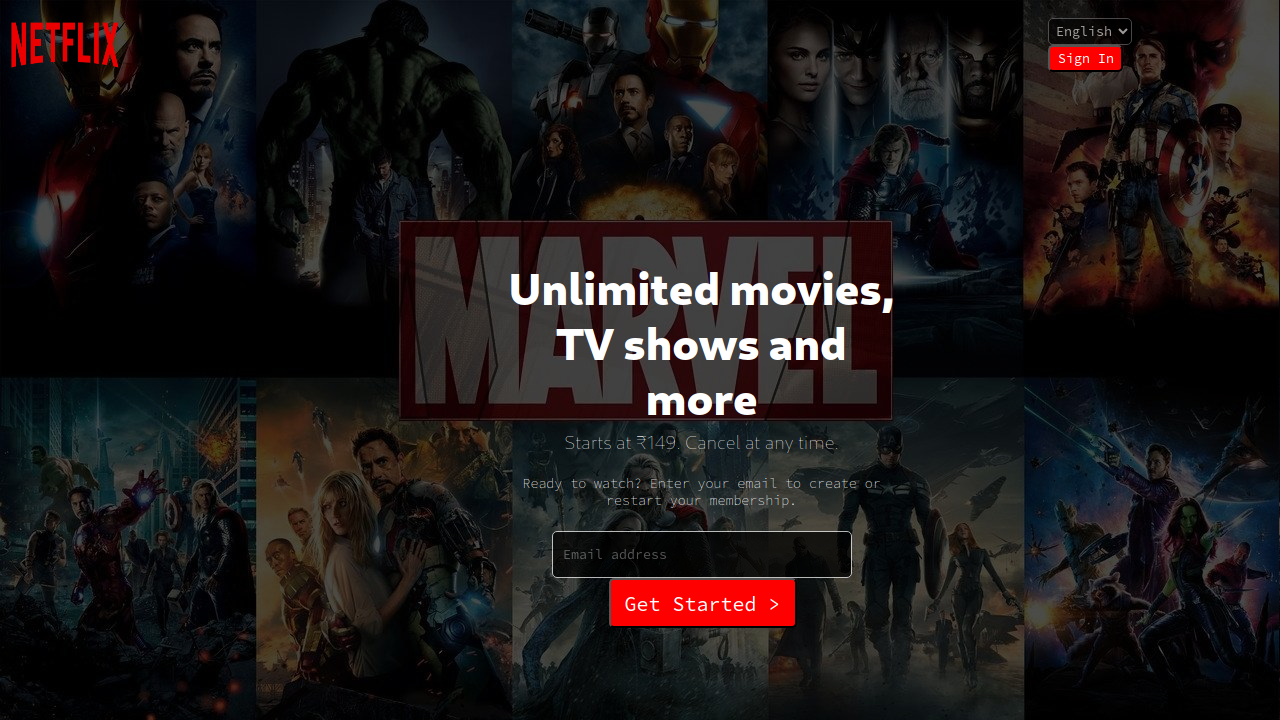 NETFLIX
English
Sign In
MARVEL
Unlimited movies,
TV shows and
more
Starts at ₹149. Cancel at any time.
Ready to watch? Enter your email to create or
restart your membership.
Email address
Get Started >